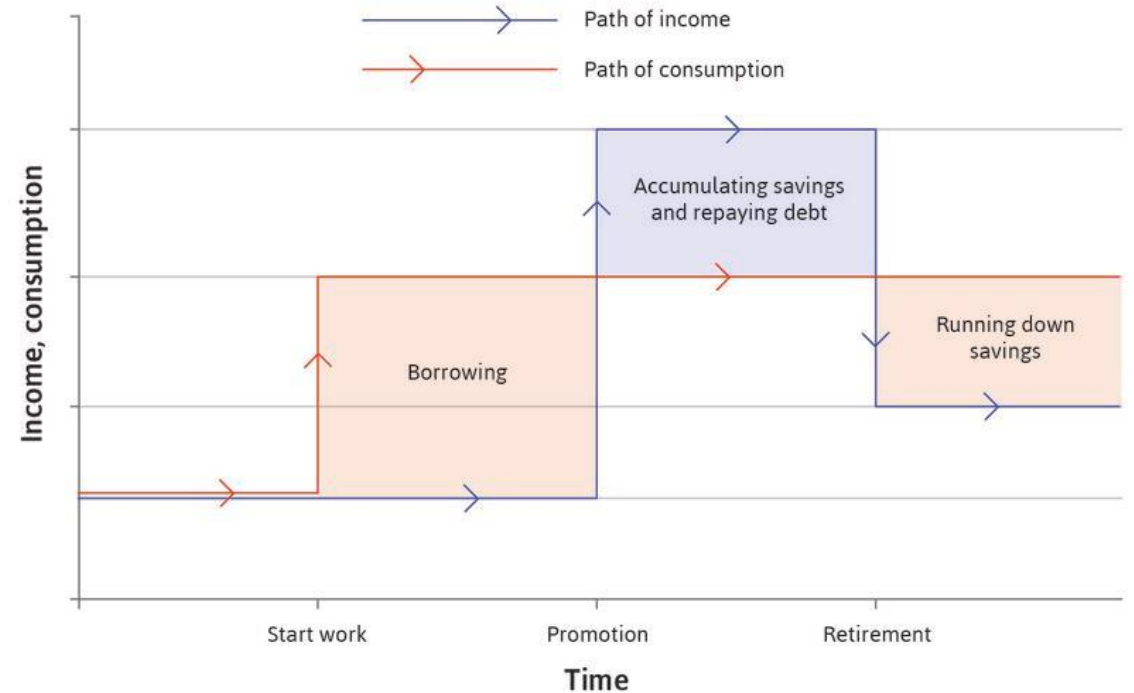 Path of income
Path of consumption
Income, consumption
Accumulating savings
and repaying debt
Borrowing
Running down
savings
Start work
Promotion
Retirement
Time